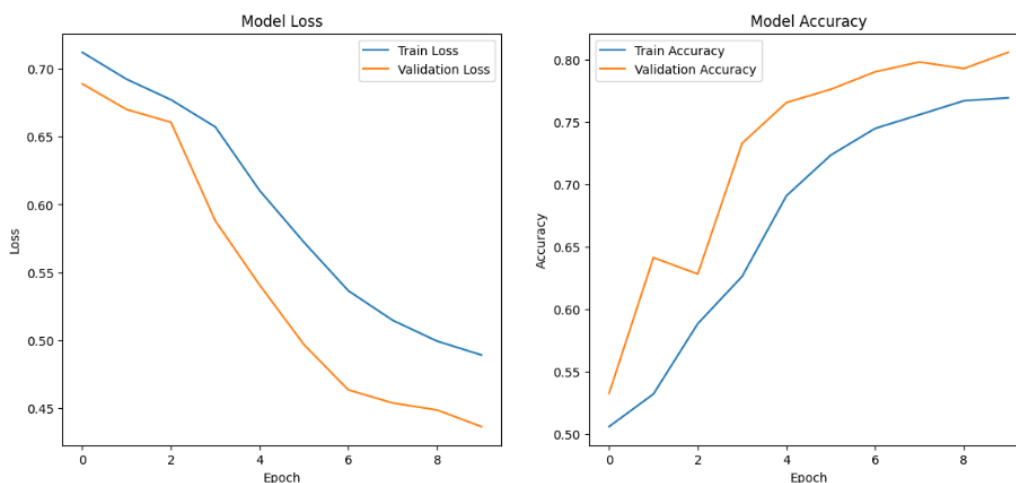 Model Loss
Train Loss
Validation Loss
0.70
0.65
0.60
0.55
0.50
0.45
Loss
0 2 4 6 8
Epoch
Model Accuracy
Train Accuracy
Validation Accuracy
0.80
0.75
0.70
0.65
0.60
0.55
0.50
Accuracy
0 2 4 6 8
Epoch